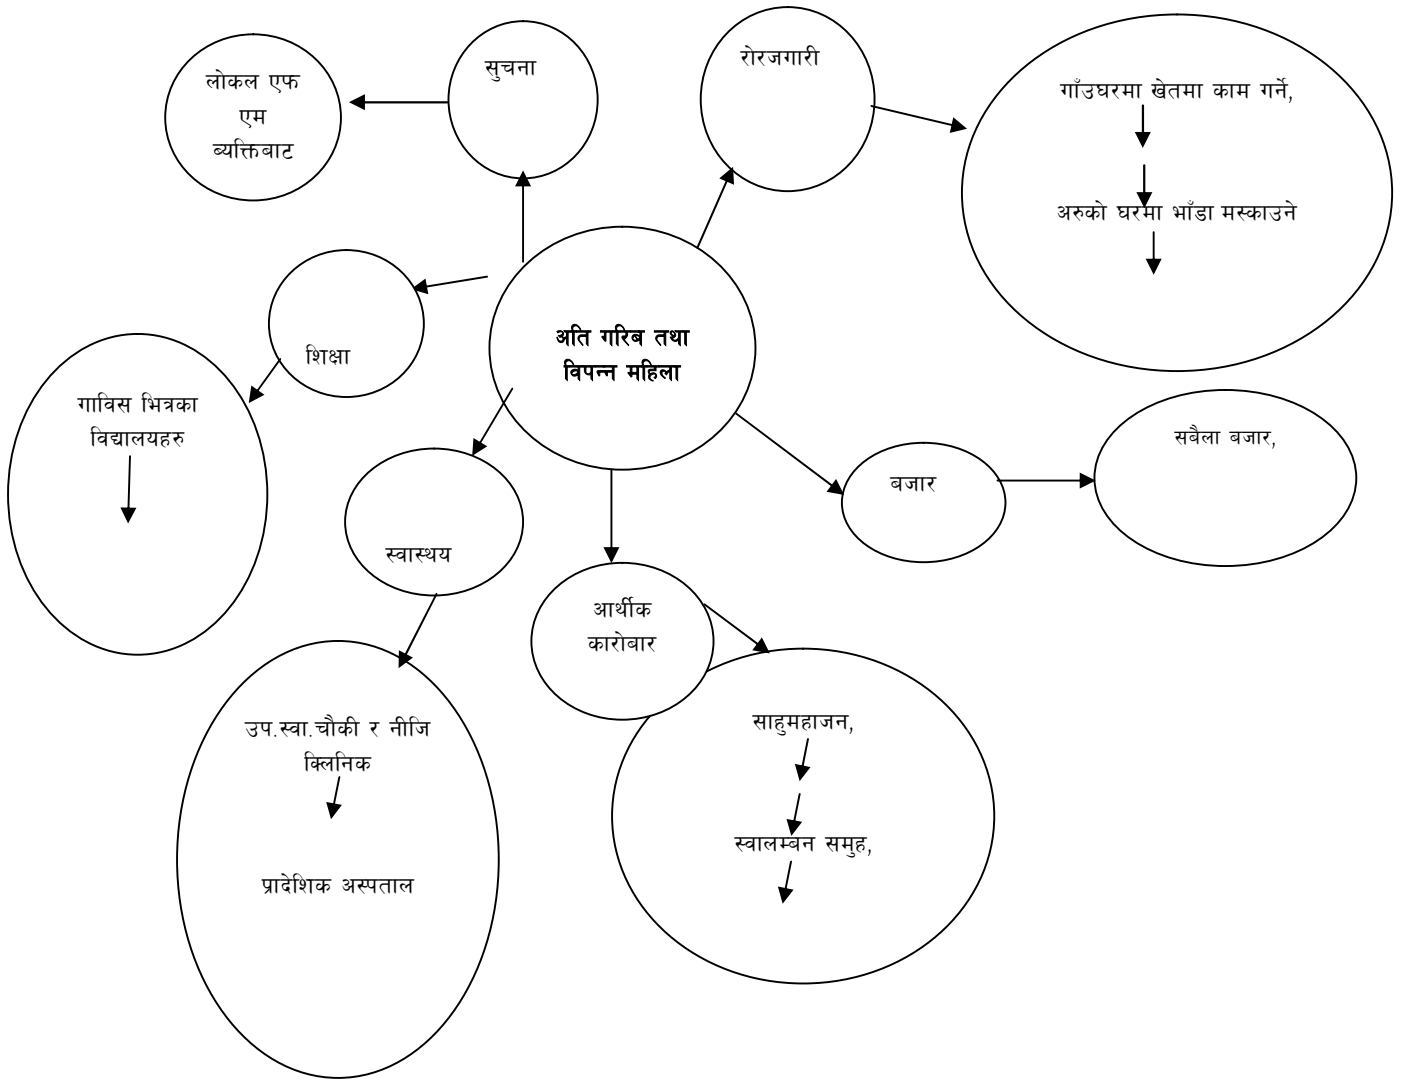 लोकल एफ
एम
ब्यक्तिबाट
सुचना
रोरजगारी
गाँउघरमा खेतमा काम गर्ने,
अरुको घरमा भाँडा मस्काउने
शिक्षा
अति गरिब तथा
विपन्न महिला
गाविस भित्रका
विद्यालयहरु
सबैला बजार,
बजार
स्वास्थय
आर्थीक
कारोबार
उप.स्वा.चौकी र नीजि
क्लिनिक
प्रादेशिक अस्पताल
साहुमहाजन,
स्वालम्बन समुह,